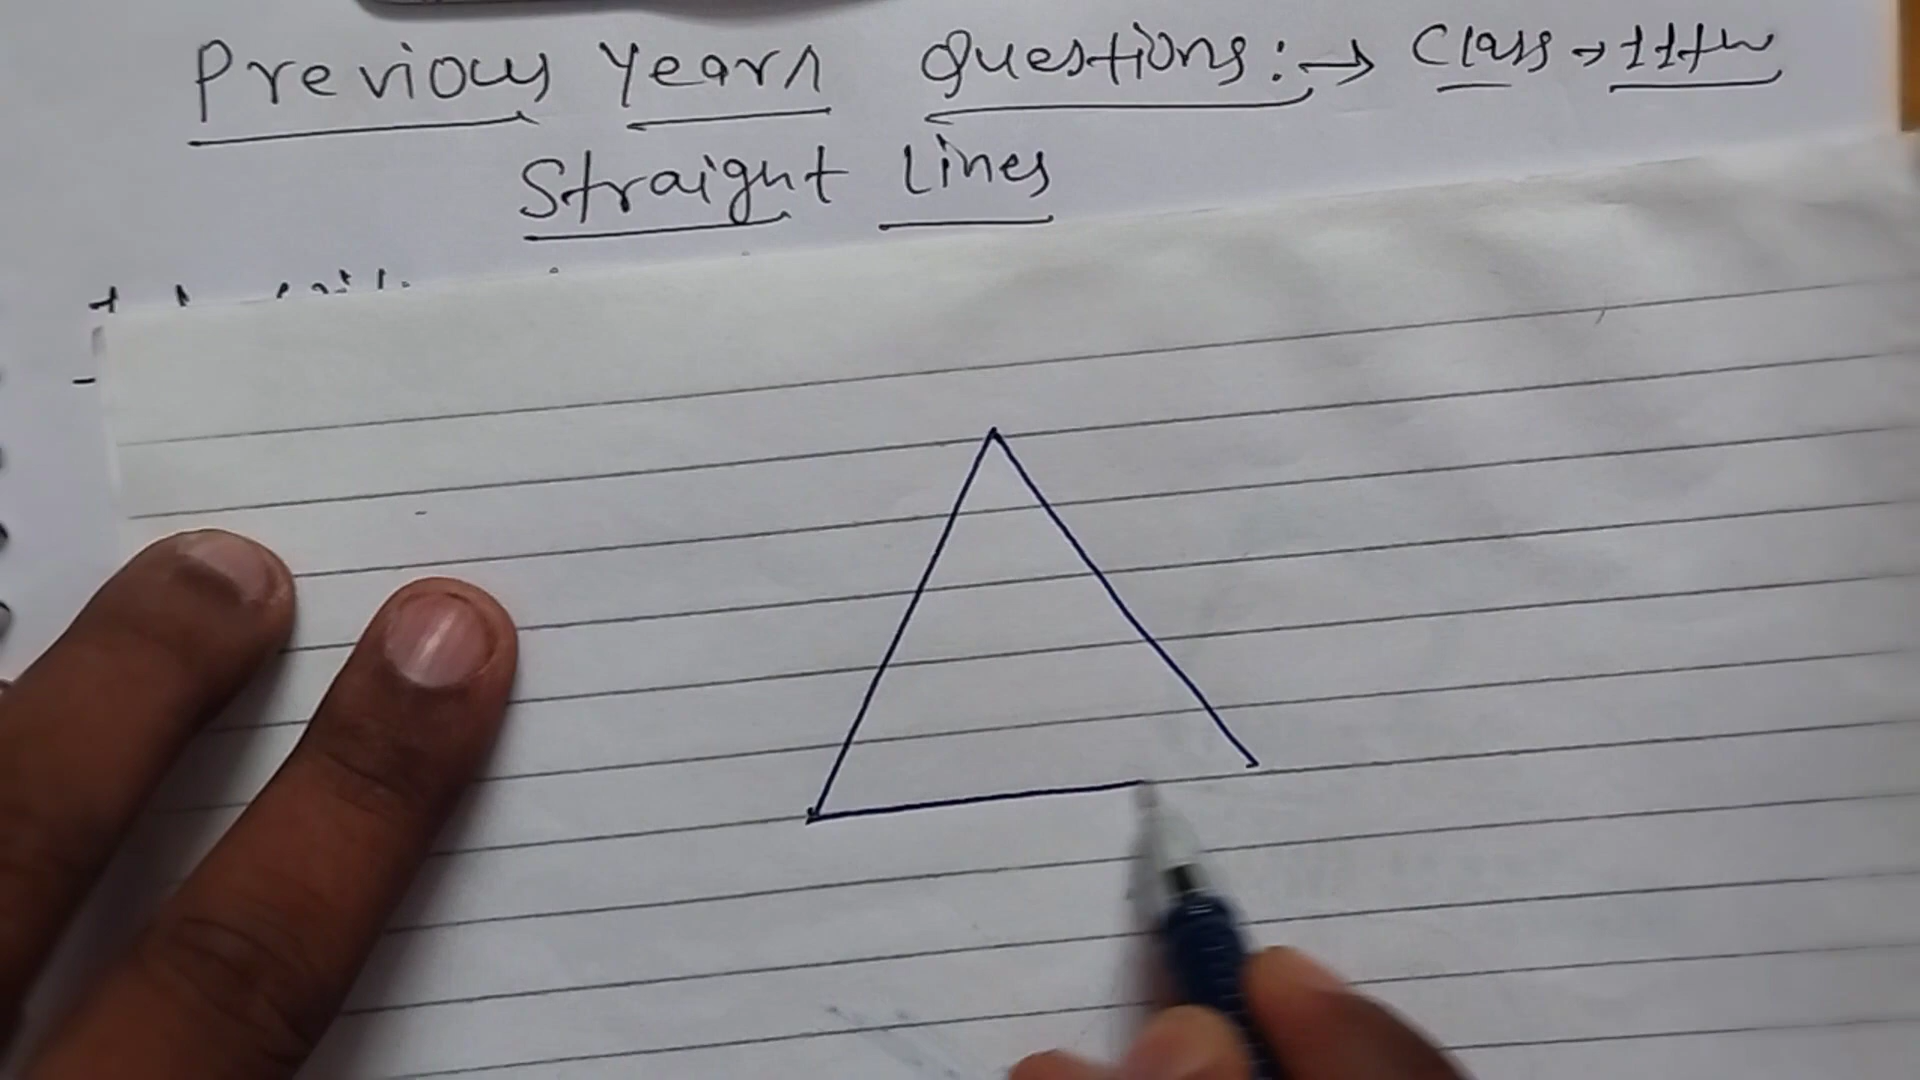 Previous Years Questions :→ Class → 11th
Straight Lines